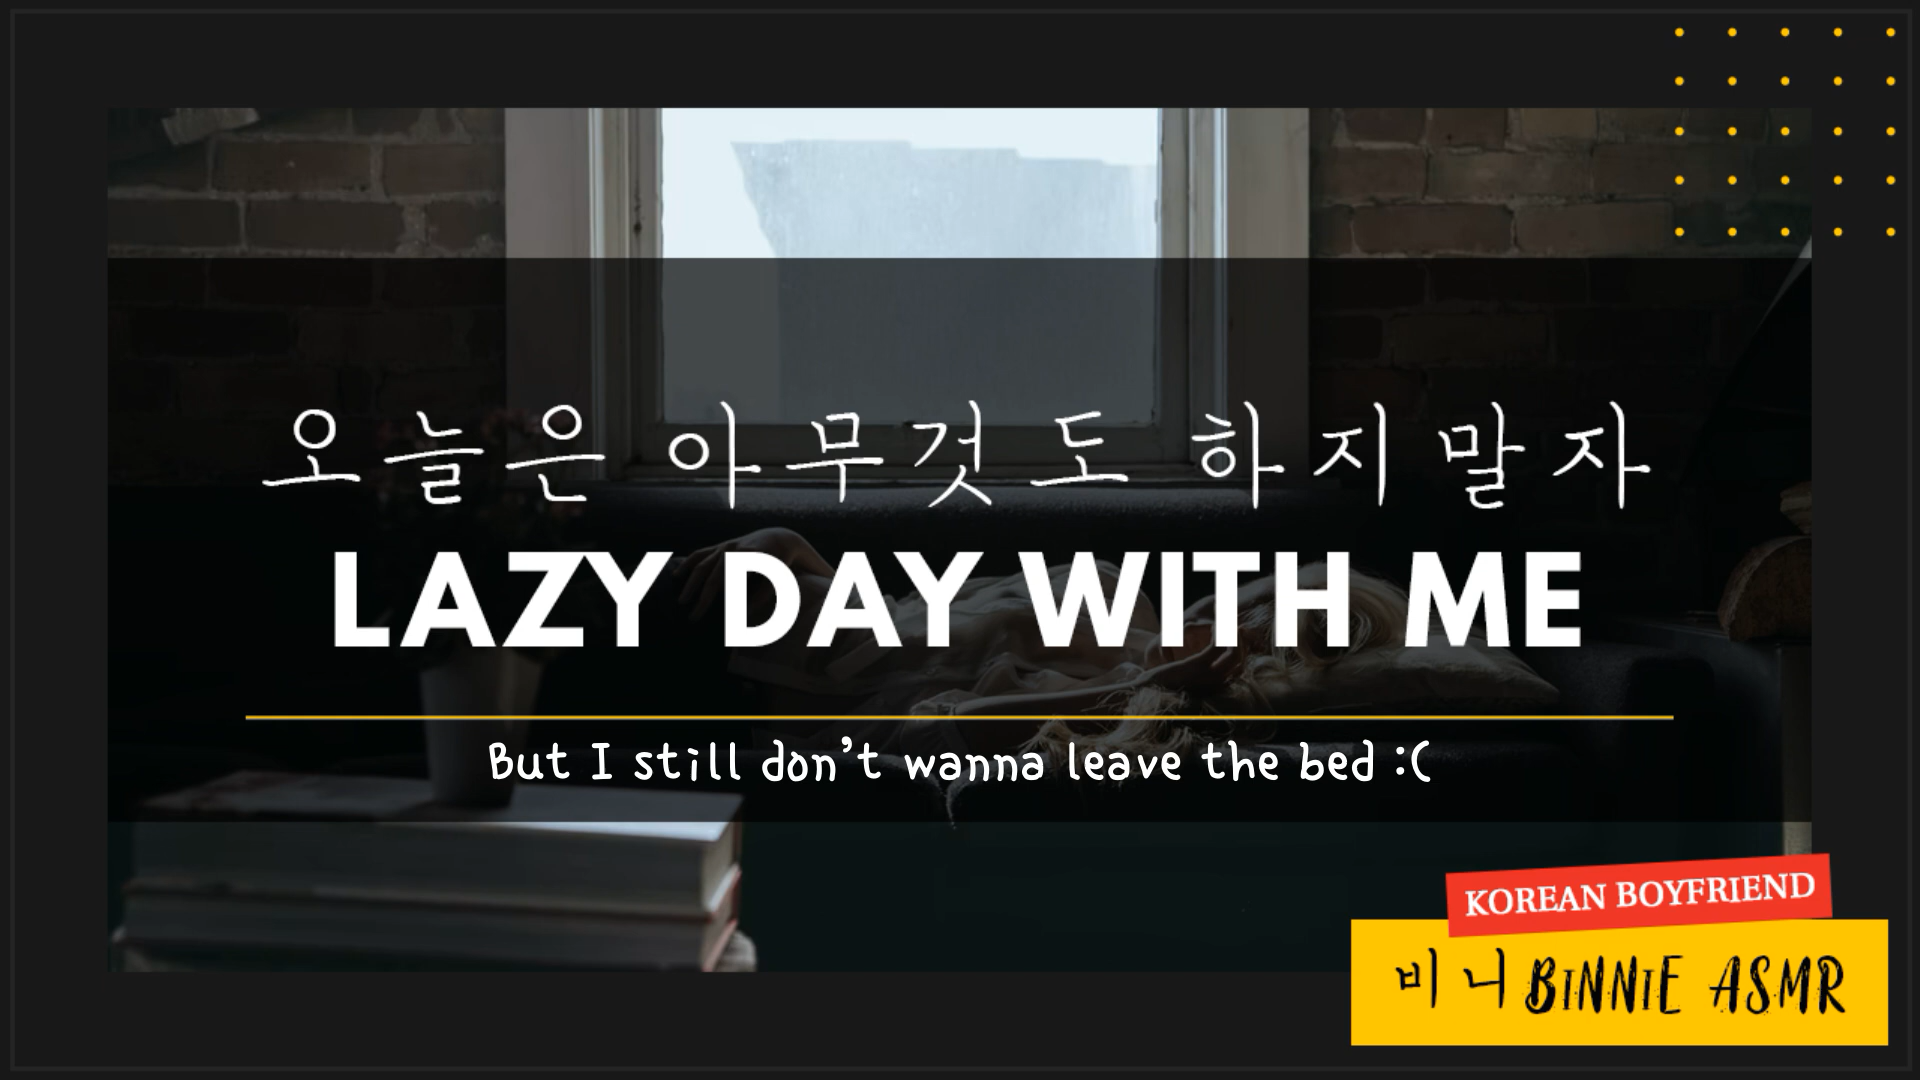 오늘은 아무것도 하지말자
LAZY DAY WITH ME
But I still don't wanna leave the bed :(
KOREAN BOYFRIEND
비니 BINNIE ASMR